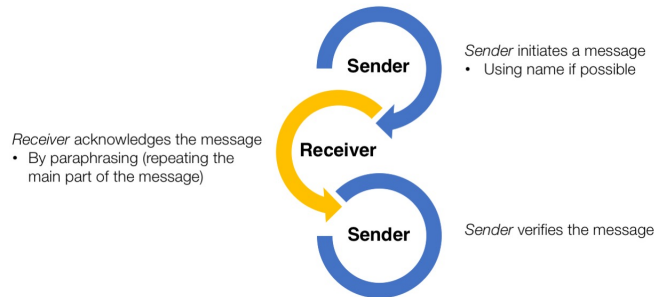 Sender
Sender initiates a message
• Using name if possible
Receiver acknowledges the message
• By paraphrasing (repeating the
main part of the message)
Receiver
Sender
Sender verifies the message